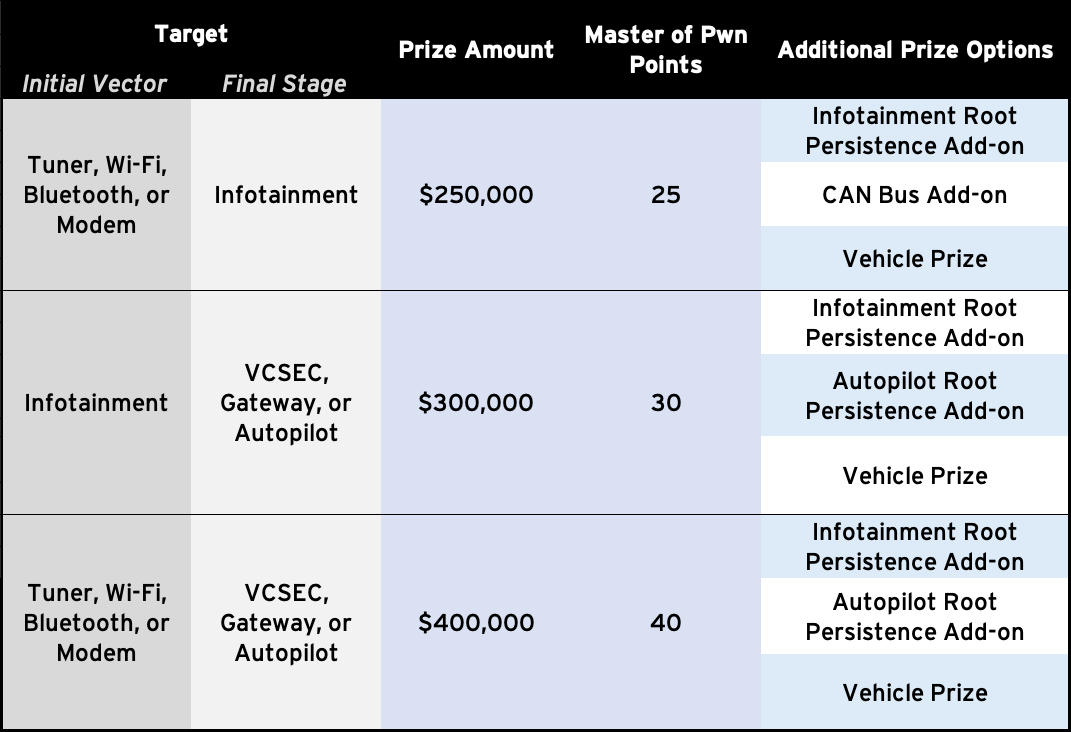 Target
Initial Vector
Final Stage
Prize Amount
Master of Pwn
Points
Additional Prize Options
Tuner, Wi-Fi,
Bluetooth, or
Modem
Infotainment
$250,000
25
Infotainment Root
Persistence Add-on
CAN Bus Add-on
Vehicle Prize
Infotainment
VCSEC,
Gateway, or
Autopilot
$300,000
30
Infotainment Root
Persistence Add-on
Autopilot Root
Persistence Add-on
Vehicle Prize
Tuner, Wi-Fi,
Bluetooth, or
Modem
VCSEC,
Gateway, or
Autopilot
$400,000
40
Infotainment Root
Persistence Add-on
Autopilot Root
Persistence Add-on
Vehicle Prize